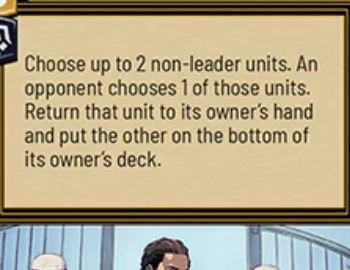 Choose up to 2 non-leader units. An
opponent chooses 1 of those units.
Return that unit to its owner's hand
and put the other on the bottom of
its owner's deck.